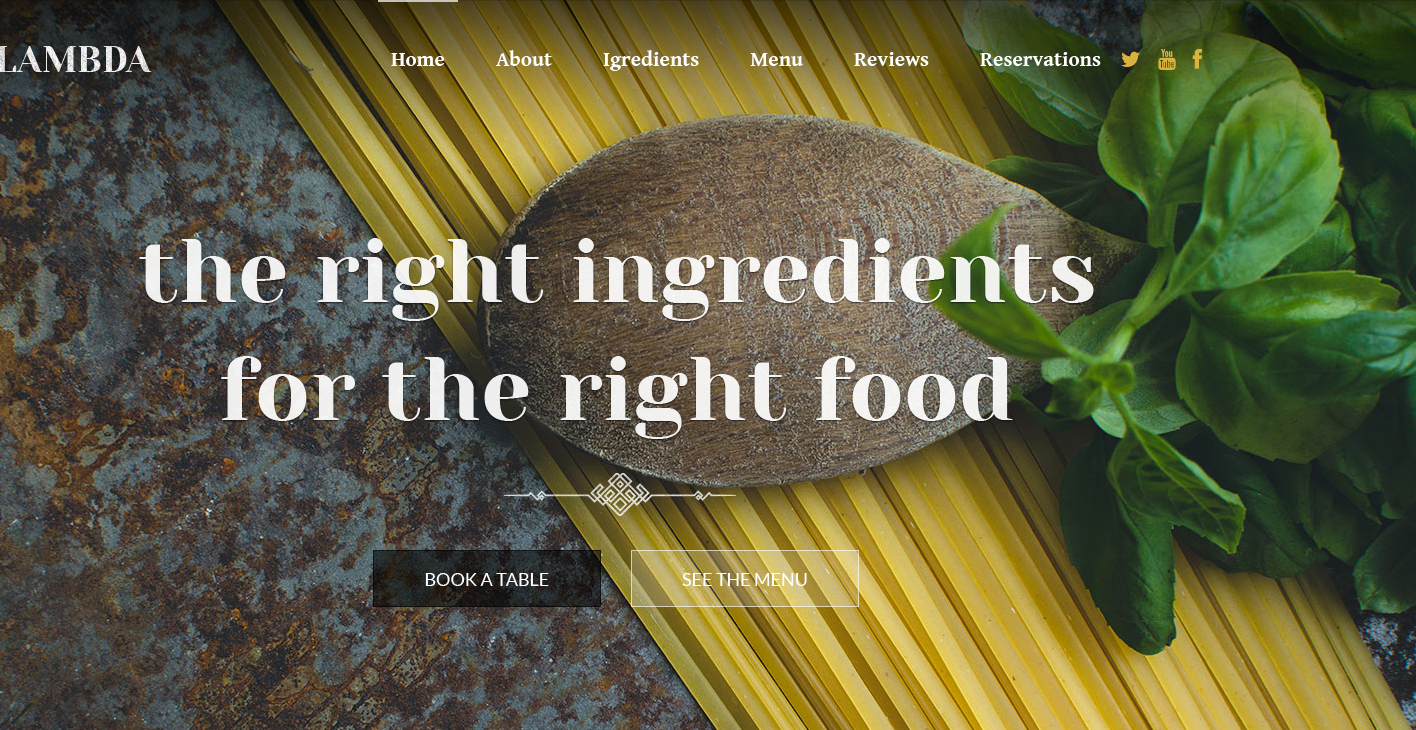 LAMBDA
Home About Igredients Menu Reviews Reservations You Tube
the right ingredients
for the right food
BOOK A TABLE SEE THE MENU